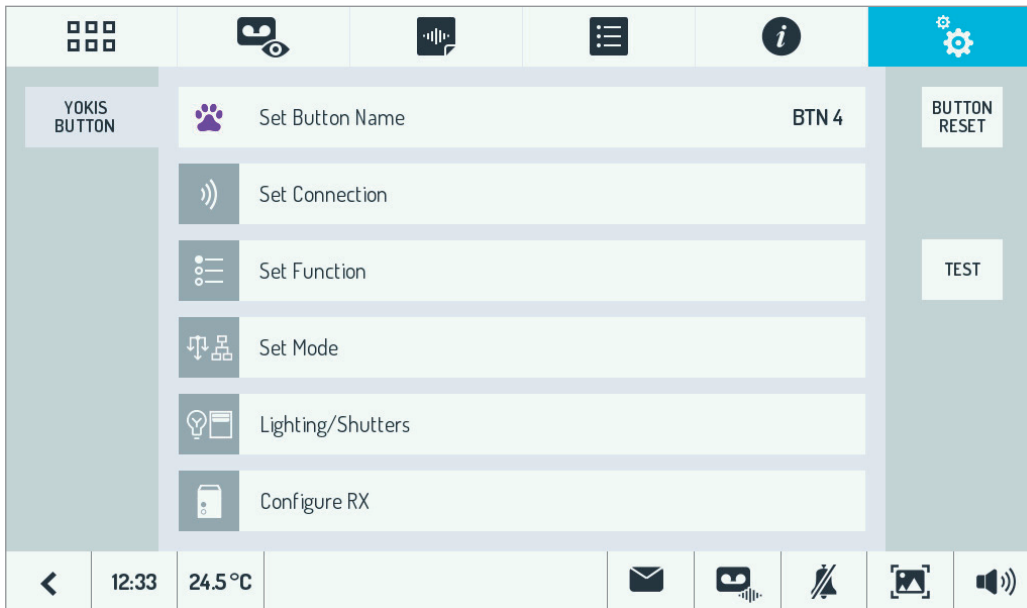 YOKIS
BUTTON
Set Button Name
BTN 4
BUTTON
RESET
Set Connection
Set Function
TEST
Set Mode
Lighting/Shutters
Configure RX
12:33
24.5 °C